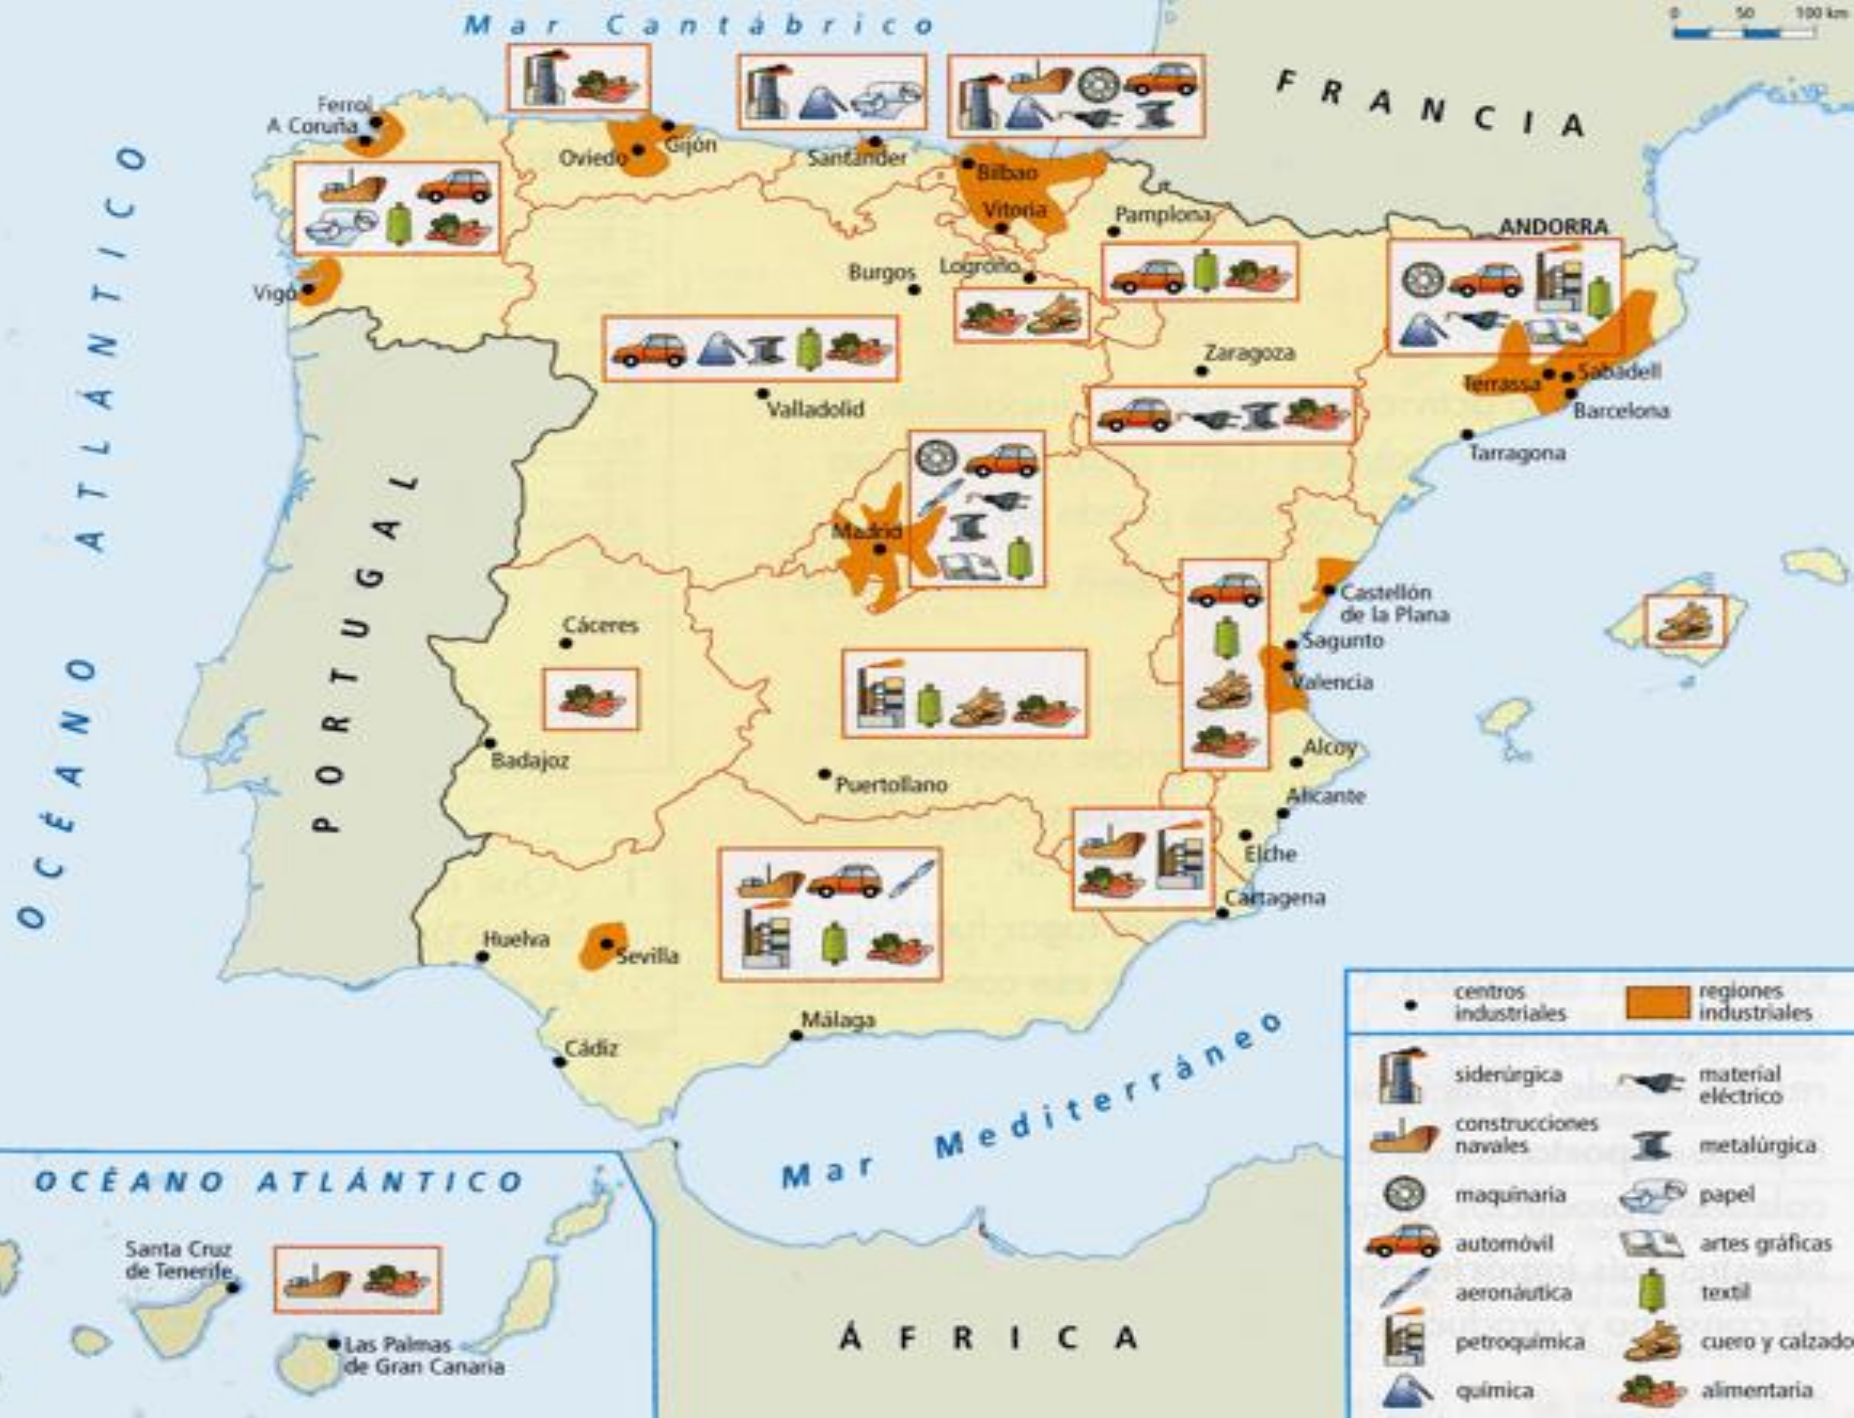 Mar Cantábrico
0 50 100 km
FRANCIA
Ferrol
A Coruña
Oviedo
Gijón
Santander
Bilbao
Vitoria
Pamplona
ANDORRA
Vigo
Burgos
Logroño
Zaragoza
Terrassa
Sabadell
Barcelona
Tarragona
Valladolid
OCÉANO ATLÁNTICO
PORTUGAL
Madrid
Castellón
de la Plana
Sagunto
Valencia
Cáceres
Badajoz
Puertollano
Alcoy
Alicante
Elche
Cartagena
Huelva
Sevilla
Málaga
Cádiz
Mar Mediterráneo
OCÉANO ATLÁNTICO
Santa Cruz
de Tenerife
Las Palmas
de Gran Canaria
ÁFRICA
centros
industriales
regiones
industriales
siderúrgica
material
eléctrico
construcciones
navales
metalúrgica
maquinaria
papel
automóvil
artes gráficas
aeronáutica
textil
petroquímica
cuero y calzado
química
alimentaria